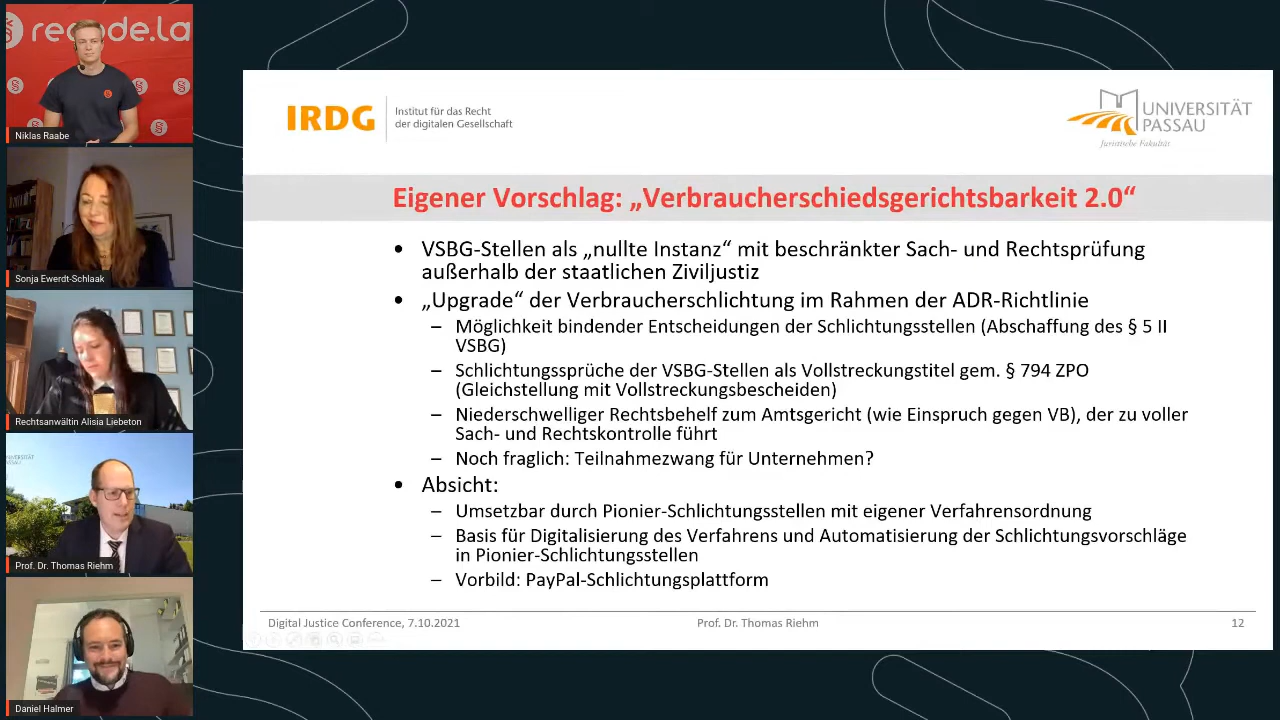 recode.la
Niklas Raabe
Sonja Ewerdt-Schlaak
Rechtsanwältin Alisia Liebeton
UNIVERSITÄT
PASSAU
Prof. Dr. Thomas Riehm
Daniel Halmer
IRDG
Institut für das Recht
der digitalen Gesellschaft
UNIVERSITÄT
PASSAU
Juristische Fakultät
Eigener Vorschlag: „Verbraucherschiedsgerichtsbarkeit 2.0“
• VSBG-Stellen als „nullte Instanz“ mit beschränkter Sach- und Rechtsprüfung
außerhalb der staatlichen Ziviljustiz
• „Upgrade“ der Verbraucherschlichtung im Rahmen der ADR-Richtlinie
– Möglichkeit bindender Entscheidungen der Schlichtungsstellen (Abschaffung des § 5 II
VSBG)
– Schlichtungssprüche der VSBG-Stellen als Vollstreckungstitel gem. § 794 ZPO
(Gleichstellung mit Vollstreckungsbescheiden)
– Niederschwelliger Rechtsbehelf zum Amtsgericht (wie Einspruch gegen VB), der zu voller
Sach- und Rechtskontrolle führt
– Noch fraglich: Teilnahmezwang für Unternehmen?
• Absicht:
– Umsetzbar durch Pionier-Schlichtungsstellen mit eigener Verfahrensordnung
– Basis für Digitalisierung des Verfahrens und Automatisierung der Schlichtungsvorschläge
in Pionier-Schlichtungsstellen
– Vorbild: PayPal-Schlichtungsplattform
Digital Justice Conference, 7.10.2021
Prof. Dr. Thomas Riehm
12